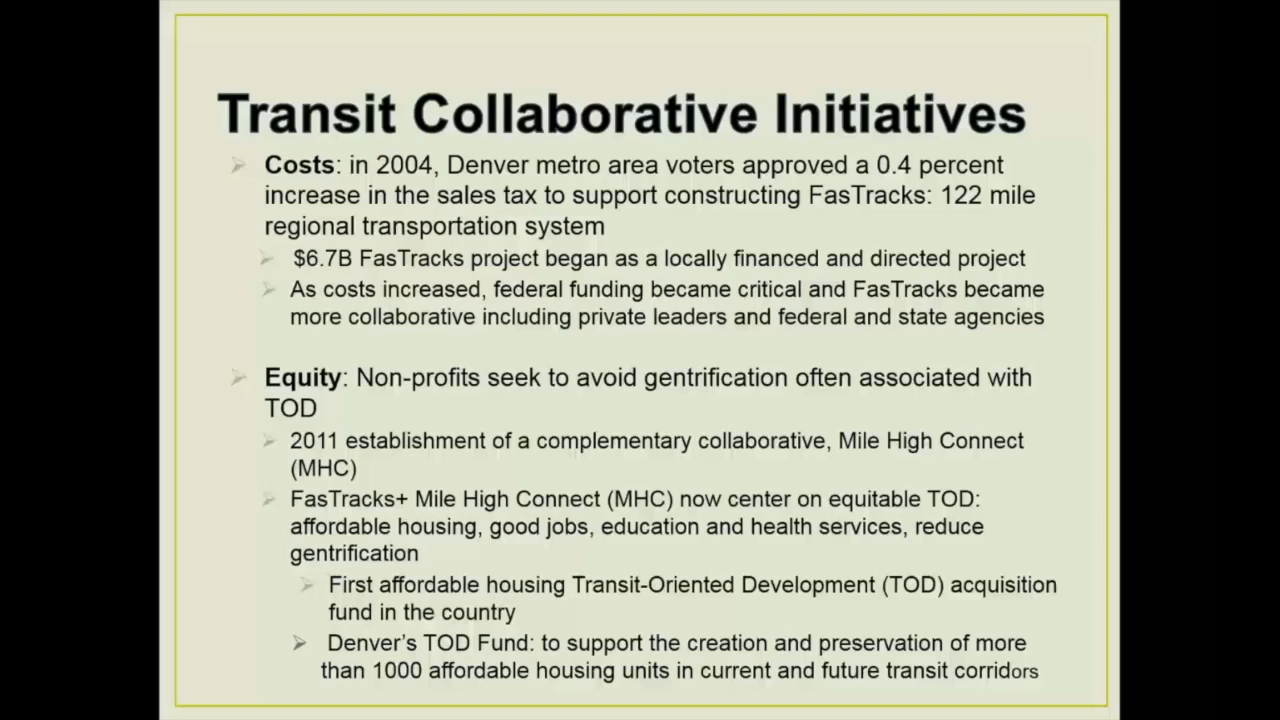 Transit Collaborative Initiatives
Costs: in 2004, Denver metro area voters approved a 0.4 percent
increase in the sales tax to support constructing FasTracks: 122 mile
regional transportation system
$6.7B FasTracks project began as a locally financed and directed project
As costs increased, federal funding became critical and FasTracks became
more collaborative including private leaders and federal and state agencies
Equity: Non-profits seek to avoid gentrification often associated with
TOD
2011 establishment of a complementary collaborative, Mile High Connect
(MHC)
FasTracks+ Mile High Connect (MHC) now center on equitable TOD:
affordable housing, good jobs, education and health services, reduce
gentrification
First affordable housing Transit-Oriented Development (TOD) acquisition
fund in the country
Denver's TOD Fund: to support the creation and preservation of more
than 1000 affordable housing units in current and future transit corridors